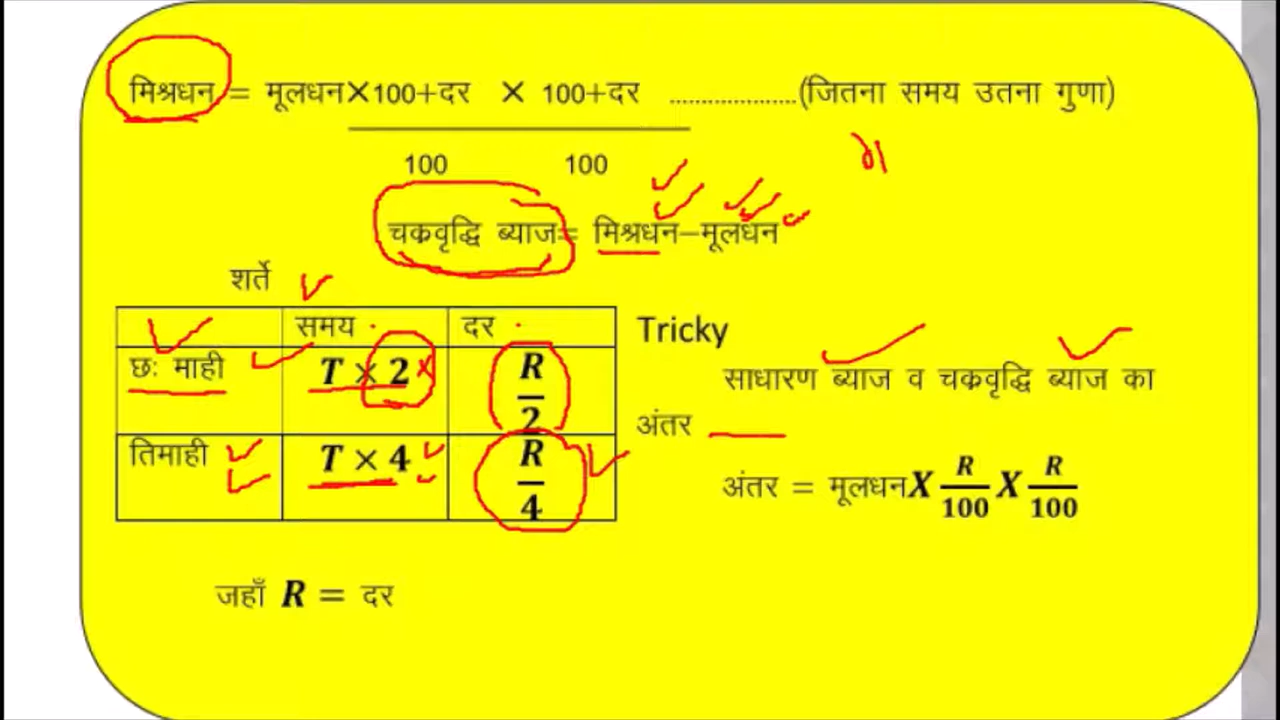 मिश्रधन = मूलधन×100+दर × 100+दर ....................(जितना समय उतना गुणा)
100 100
चक्रवृद्धि ब्याज= मिश्रधन–मूलधन
शर्ते
समय दर
छः माही T × 2 R/2
तिमाही T × 4 R/4
Tricky
साधारण ब्याज व चक्रवृद्धि ब्याज का
अंतर
अंतर = मूलधनX R/100 X R/100
जहाँ R = दर